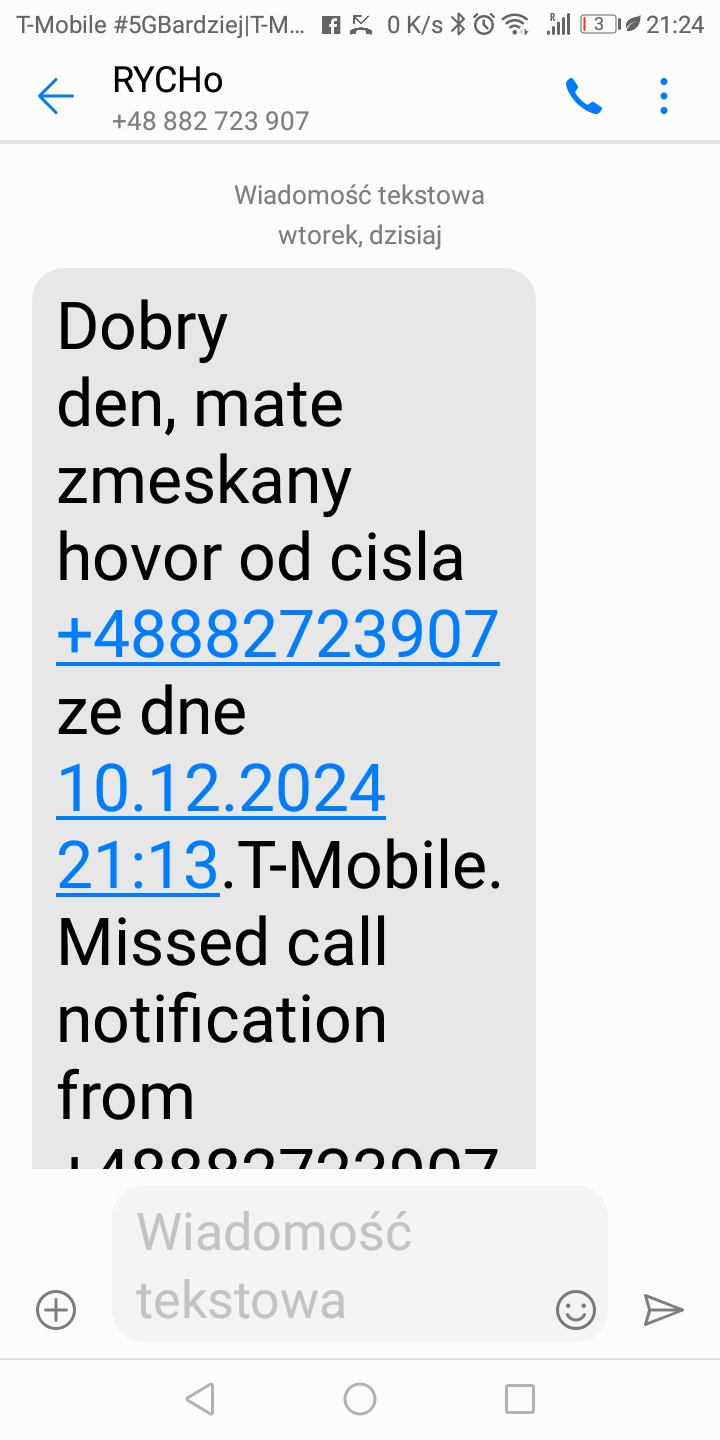 T-Mobile #5GBardziej|T-M... 0 K/s R 3 21:24
RYCHo
+48 882 723 907
Wiadomość tekstowa
wtorek, dzisiaj
Dobry
den, mate
zmeskany
hovor od cisla
+48882723907
ze dne
10.12.2024
21:13.T-Mobile.
Missed call
notification
from
+48882723907
Wiadomość
tekstowa